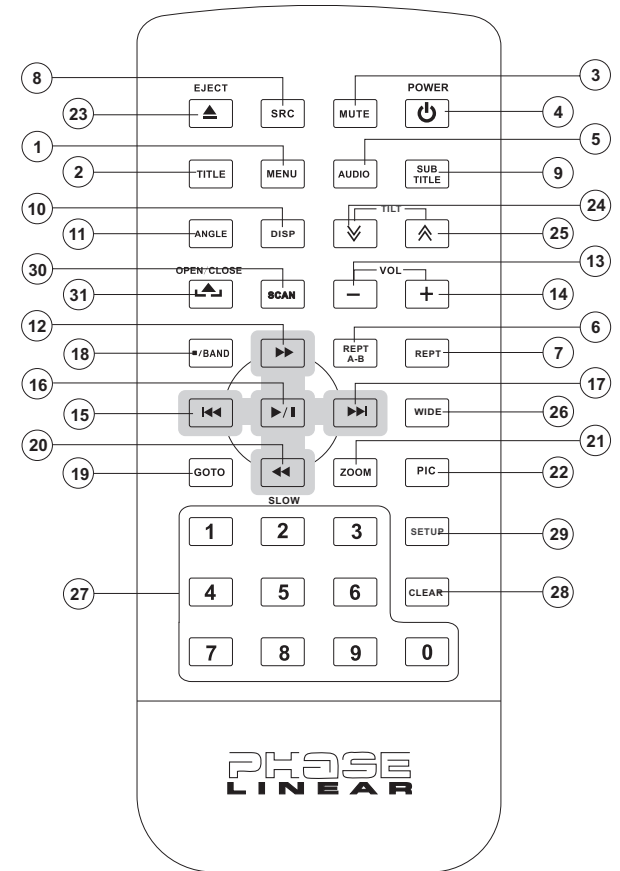 8 3
EJECT POWER
23 SRC MUTE 4
1 5
2 TITLE MENU AUDIO SUB TITLE 9
10 TILT 24
11 ANGLE DISP 25
30 OPEN/CLOSE VOL 13
31 SCAN − + 14
12 6
18 ■/BAND ▶▶ REPT A-B REPT 7
16 17
15 |◀◀ ▶/|| ▶▶| WIDE 26
20 21
19 GOTO ◀◀ ZOOM PIC 22
SLOW
1 2 3 SETUP 29
27 4 5 6 CLEAR 28
7 8 9 0
PHASE
LINEAR